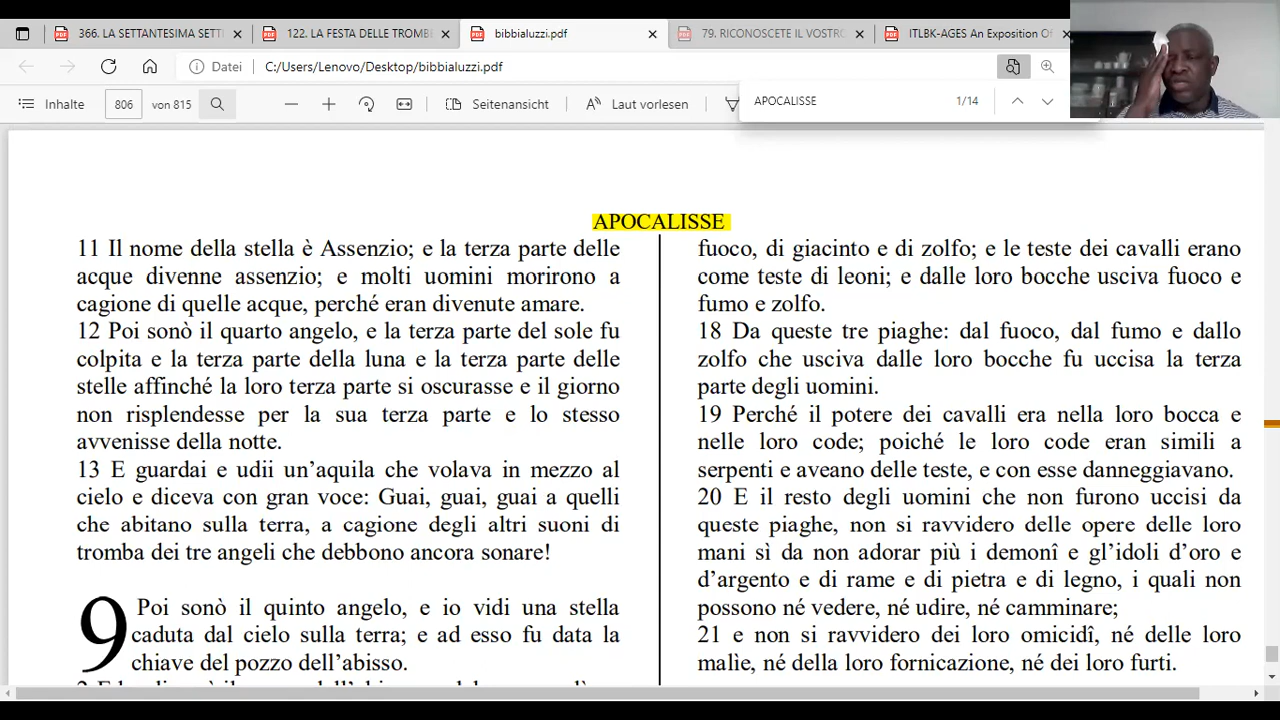 366. LA SETTANTESIMA SETT
122. LA FESTA DELLE TROMB
bibbialuzzi.pdf
79. RICONOSCETE IL VOSTRO
ITLBK-AGES An Exposition Of
Datei
C:/Users/Lenovo/Desktop/bibbialuzzi.pdf
Inhalte
806
von 815
Seitenansicht
Laut vorlesen
APOCALISSE
1/14
APOCALISSE
11 Il nome della stella è Assenzio; e la terza parte delle
acque divenne assenzio; e molti uomini morirono a
cagione di quelle acque, perché eran divenute amare.
12 Poi sonò il quarto angelo, e la terza parte del sole fu
colpita e la terza parte della luna e la terza parte delle
stelle affinché la loro terza parte si oscurasse e il giorno
non risplendesse per la sua terza parte e lo stesso
avvenisse della notte.
13 E guardai e udii un’aquila che volava in mezzo al
cielo e diceva con gran voce: Guai, guai, guai a quelli
che abitano sulla terra, a cagione degli altri suoni di
tromba dei tre angeli che debbono ancora sonare!
9 Poi sonò il quinto angelo, e io vidi una stella
caduta dal cielo sulla terra; e ad esso fu data la
chiave del pozzo dell’abisso.
fuoco, di giacinto e di zolfo; e le teste dei cavalli erano
come teste di leoni; e dalle loro bocche usciva fuoco e
fumo e zolfo.
18 Da queste tre piaghe: dal fuoco, dal fumo e dallo
zolfo che usciva dalle loro bocche fu uccisa la terza
parte degli uomini.
19 Perché il potere dei cavalli era nella loro bocca e
nelle loro code; poiché le loro code eran simili a
serpenti e aveano delle teste, e con esse danneggiavano.
20 E il resto degli uomini che non furono uccisi da
queste piaghe, non si ravvidero delle opere delle loro
mani sì da non adorar più i demonî e gl’idoli d’oro e
d’argento e di rame e di pietra e di legno, i quali non
possono né vedere, né udire, né camminare;
21 e non si ravvidero dei loro omicidî, né delle loro
malìe, né della loro fornicazione, né dei loro furti.